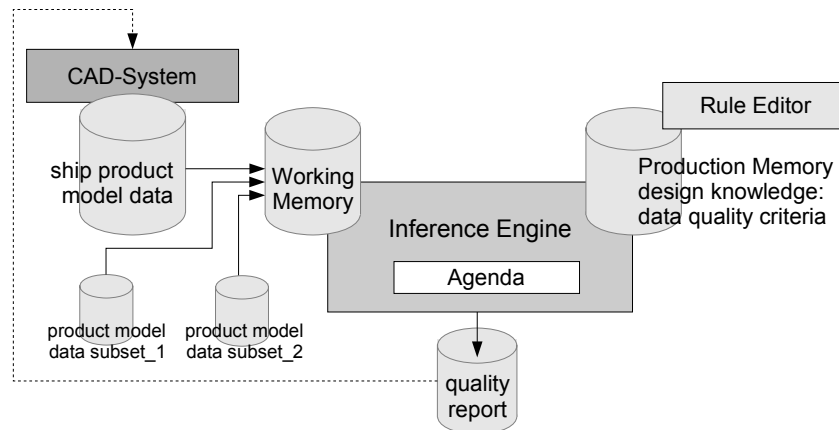 CAD-System
Rule Editor
ship product
model data
Working
Memory
Production Memory
design knowledge:
data quality criteria
Inference Engine
Agenda
product model
data subset_1
product model
data subset_2
quality
report